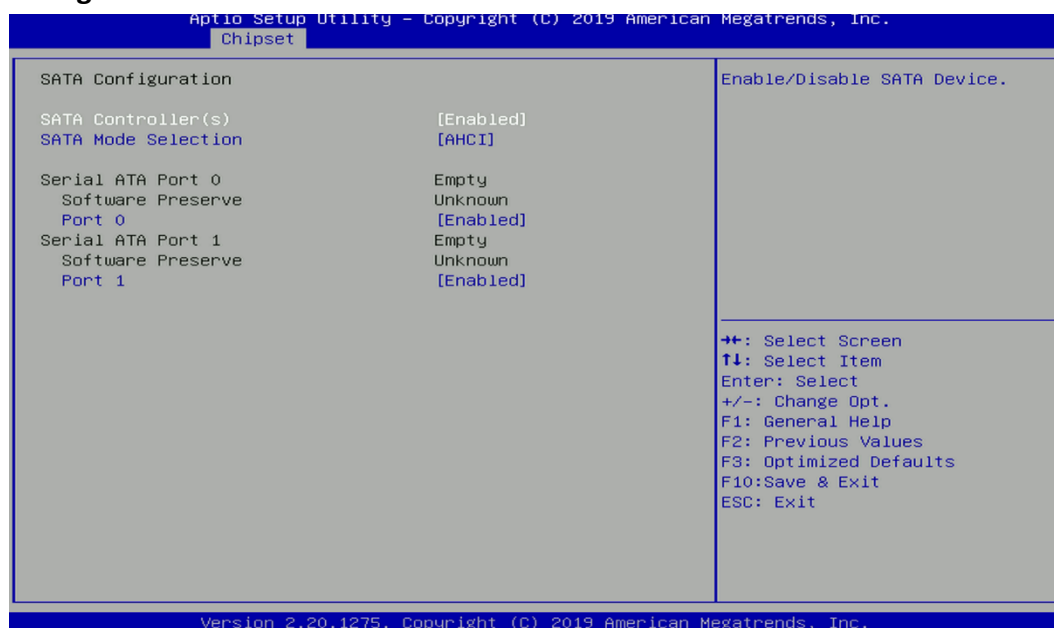 Aptio Setup Utility – Copyright (C) 2019 American Megatrends, Inc.
Chipset
SATA Configuration
SATA Controller(s) [Enabled]
SATA Mode Selection [AHCI]
Serial ATA Port 0 Empty
Software Preserve Unknown
Port 0 [Enabled]
Serial ATA Port 1 Empty
Software Preserve Unknown
Port 1 [Enabled]
Enable/Disable SATA Device.
→←: Select Screen
↑↓: Select Item
Enter: Select
+/-: Change Opt.
F1: General Help
F2: Previous Values
F3: Optimized Defaults
F10:Save & Exit
ESC: Exit
Version 2.20.1275. Copyright (C) 2019 American Megatrends, Inc.